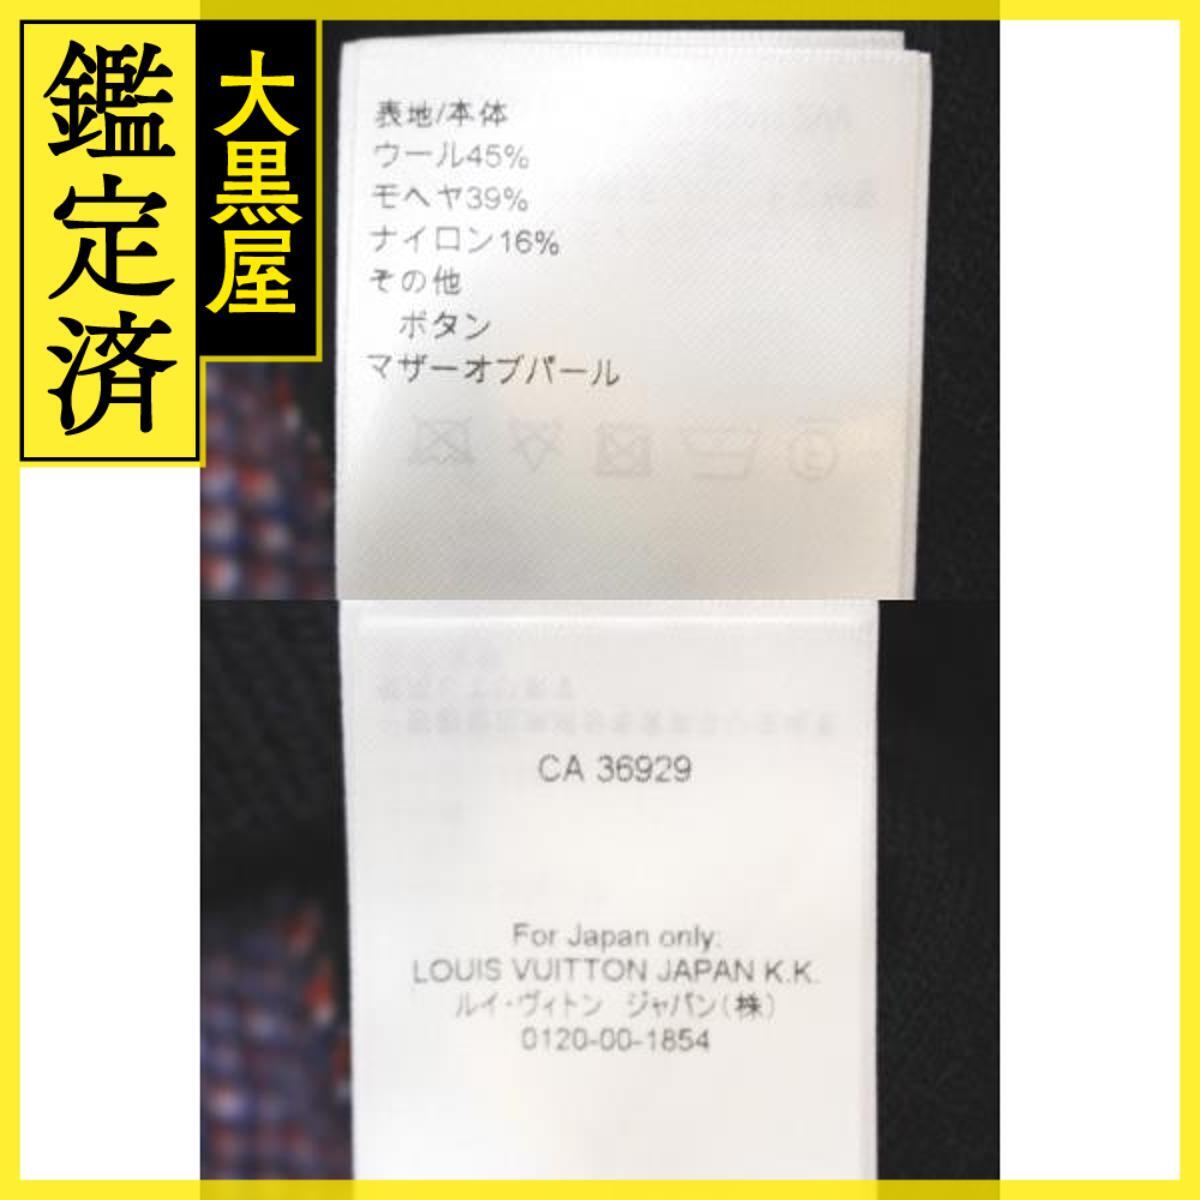 鑑定済
大黒屋
表地/本体
ウール45%
モヘヤ39%
ナイロン16%
その他
ボタン
マザーオブパール
CA 36929
For Japan only:
LOUIS VUITTON JAPAN K.K.
ルイ・ヴィトン ジャパン(株)
0120-00-1854